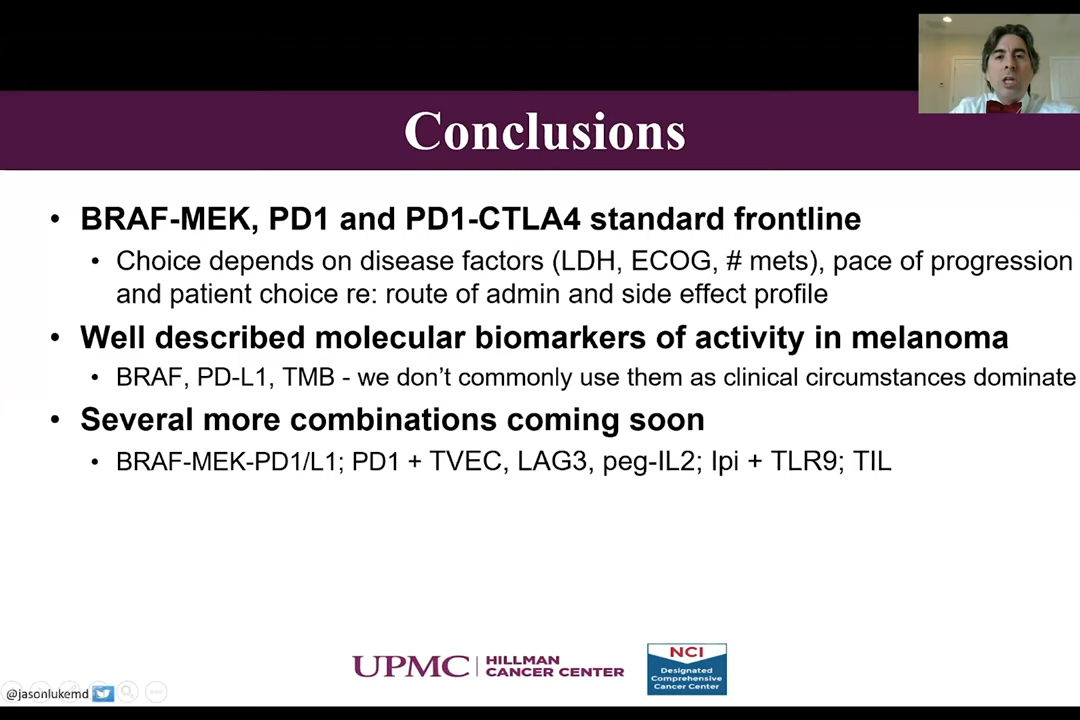 Conclusions
• BRAF-MEK, PD1 and PD1-CTLA4 standard frontline
• Choice depends on disease factors (LDH, ECOG, # mets), pace of progression
and patient choice re: route of admin and side effect profile
• Well described molecular biomarkers of activity in melanoma
• BRAF, PD-L1, TMB - we don't commonly use them as clinical circumstances dominate
• Several more combinations coming soon
• BRAF-MEK-PD1/L1; PD1 + TVEC, LAG3, peg-IL2; Ipi + TLR9; TIL
UPMC HILLMAN
CANCER CENTER
NCI
Designated
Comprehensive
Cancer Center
@jasonlukemd